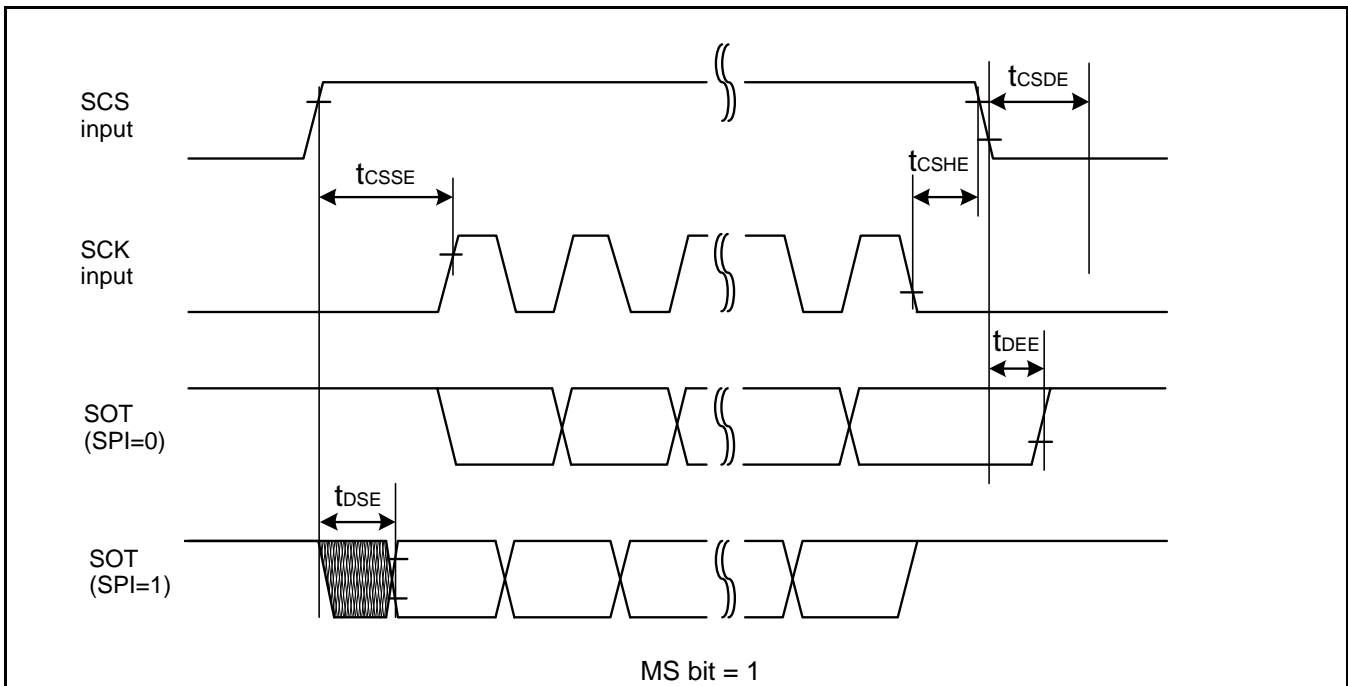 SCS
input
tCSDE
tCSHE
tCSSE
SCK
input
tDEE
SOT
(SPI=0)
tDSE
SOT
(SPI=1)
MS bit = 1